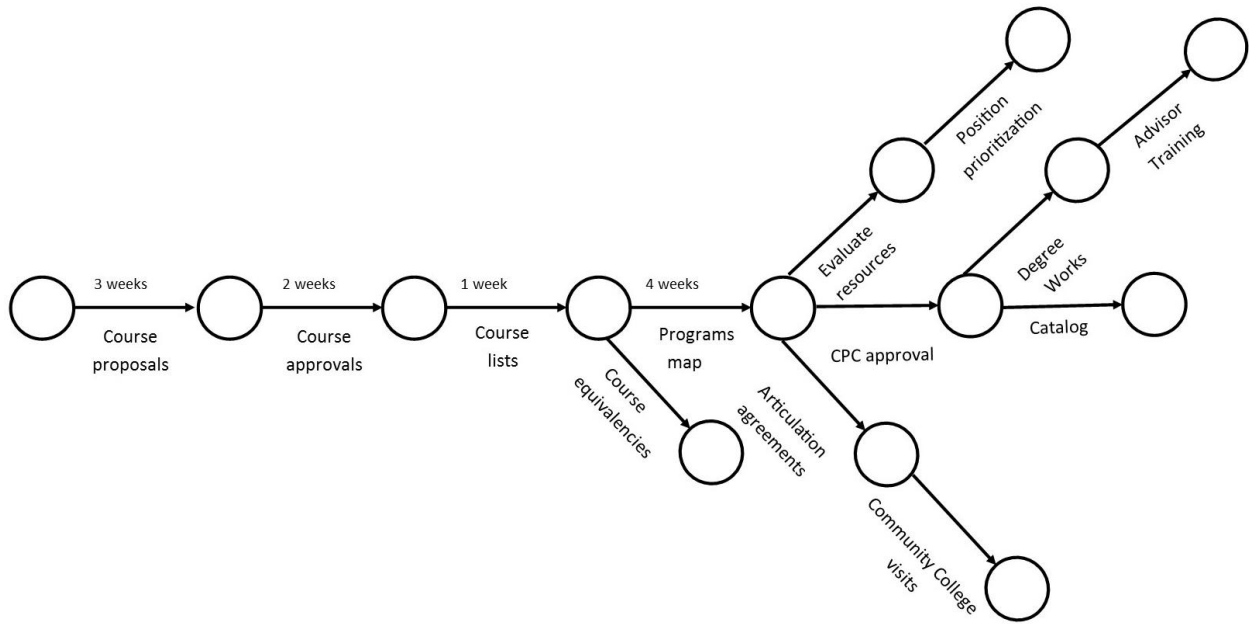 3 weeks
Course
proposals
2 weeks
Course
approvals
1 week
Course
lists
4 weeks
Programs
map
Course
equivalencies
Evaluate
resources
Position
prioritization
CPC approval
Degree
Works
Advisor
Training
Catalog
Articulation
agreements
Community College
visits